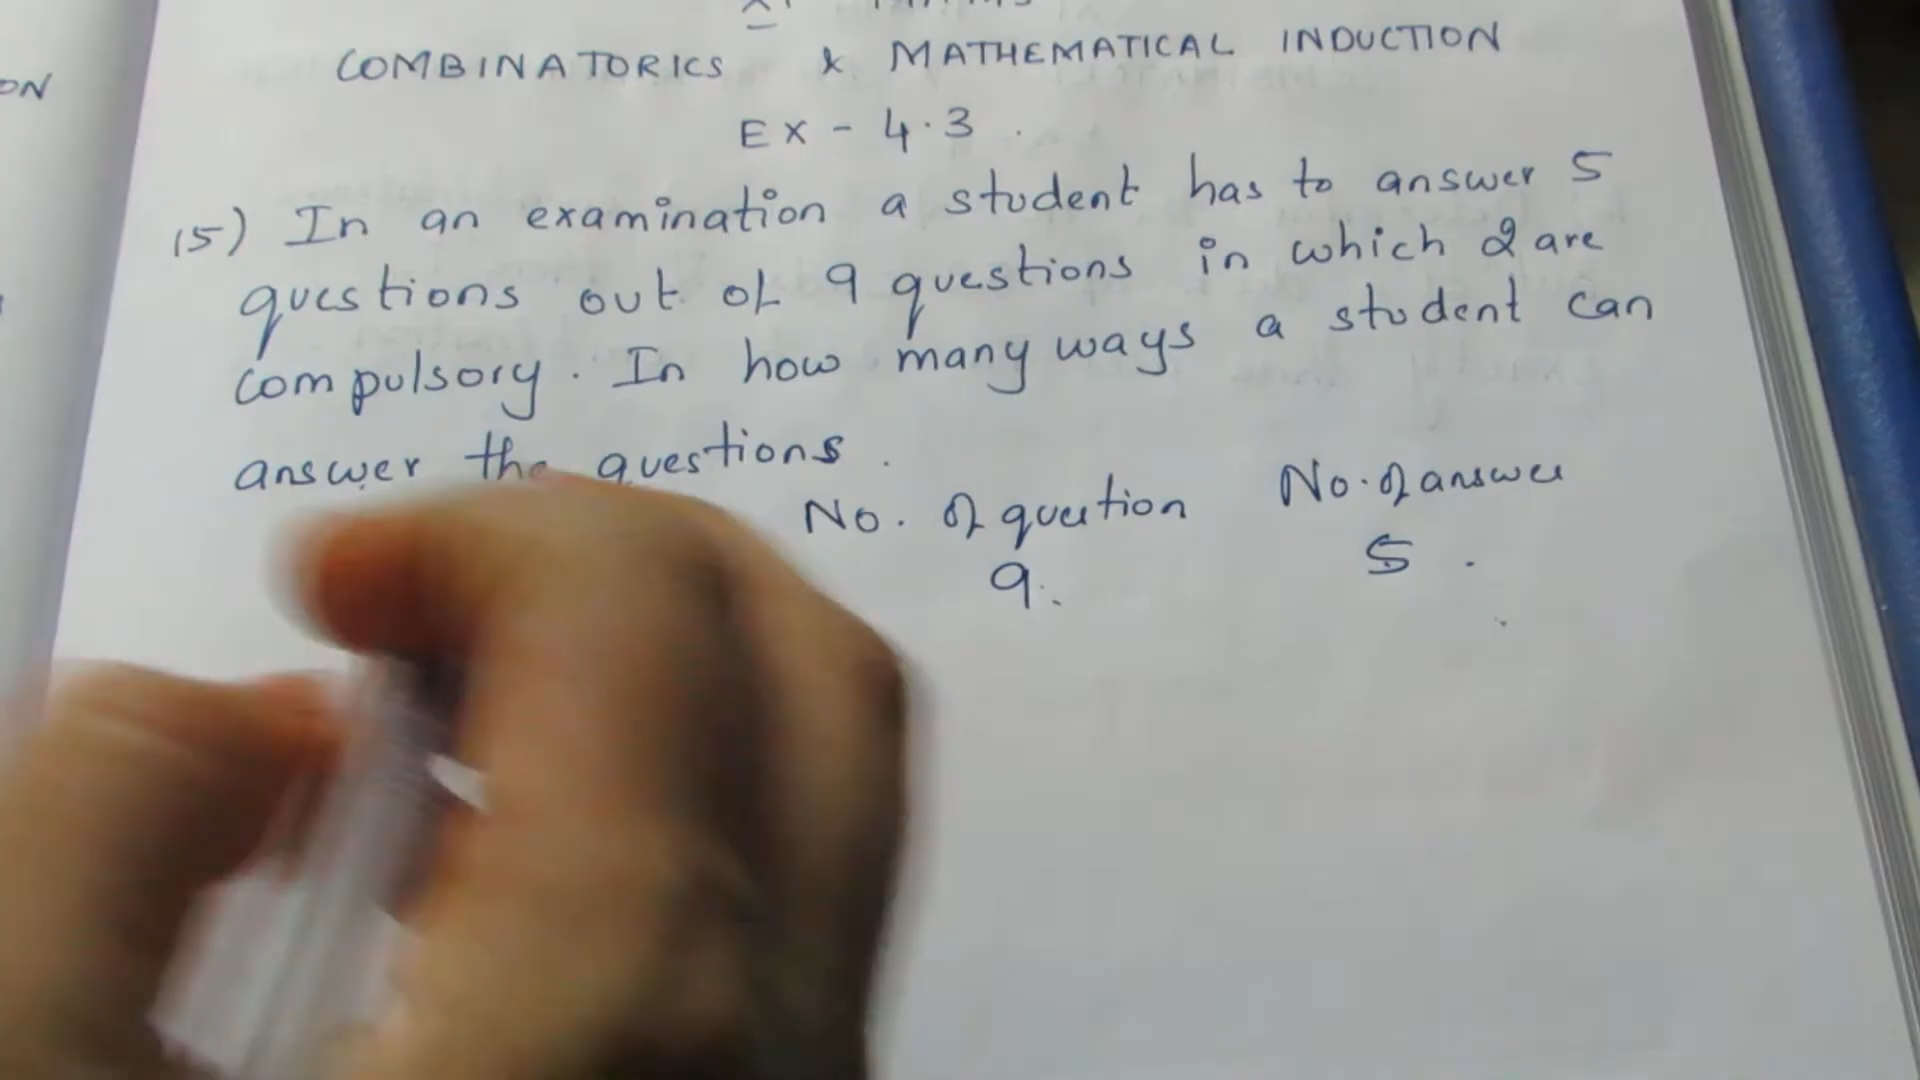 ON
COMBINATORICS & MATHEMATICAL INDUCTION
EX - 4.3
15) In an examination a student has to answer 5
questions out of 9 questions in which 2 are
compulsory. In how many ways a student can
answer the questions.
No. of question No. of answer
9. 5.